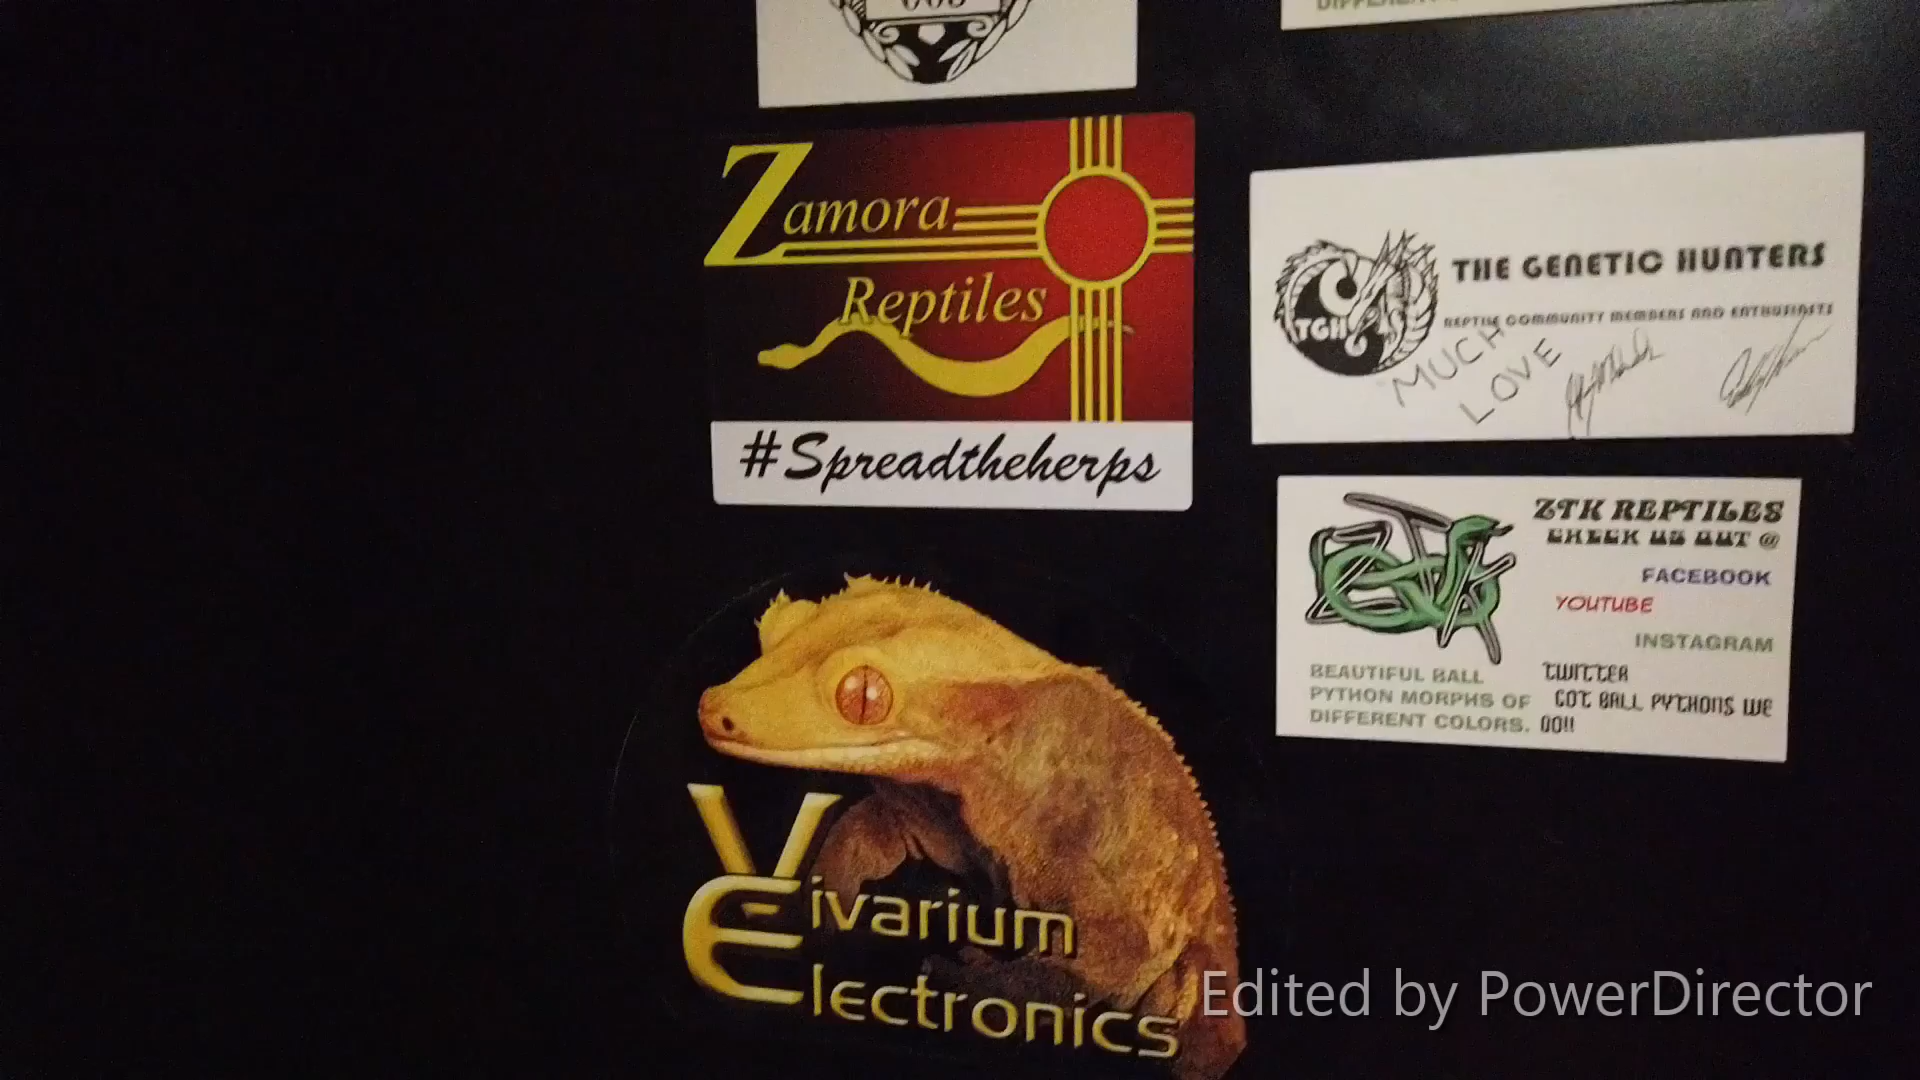 DIFFERENT
Zamora
Reptiles
#Spreadtheherps
THE GENETIC HUNTERS
REPTILE COMMUNITY MEMBERS AND ENTHUSIASTS
TGH
MUCH
LOVE
ZTK REPTILES
CHECK US OUT @
FACEBOOK
YOUTUBE
INSTAGRAM
TWITTER
ZTK
BEAUTIFUL BALL
PYTHON MORPHS OF
DIFFERENT COLORS.
GOT BALL PYTHONS WE
DO!!
Vivarium
Electronics
Edited by PowerDirector